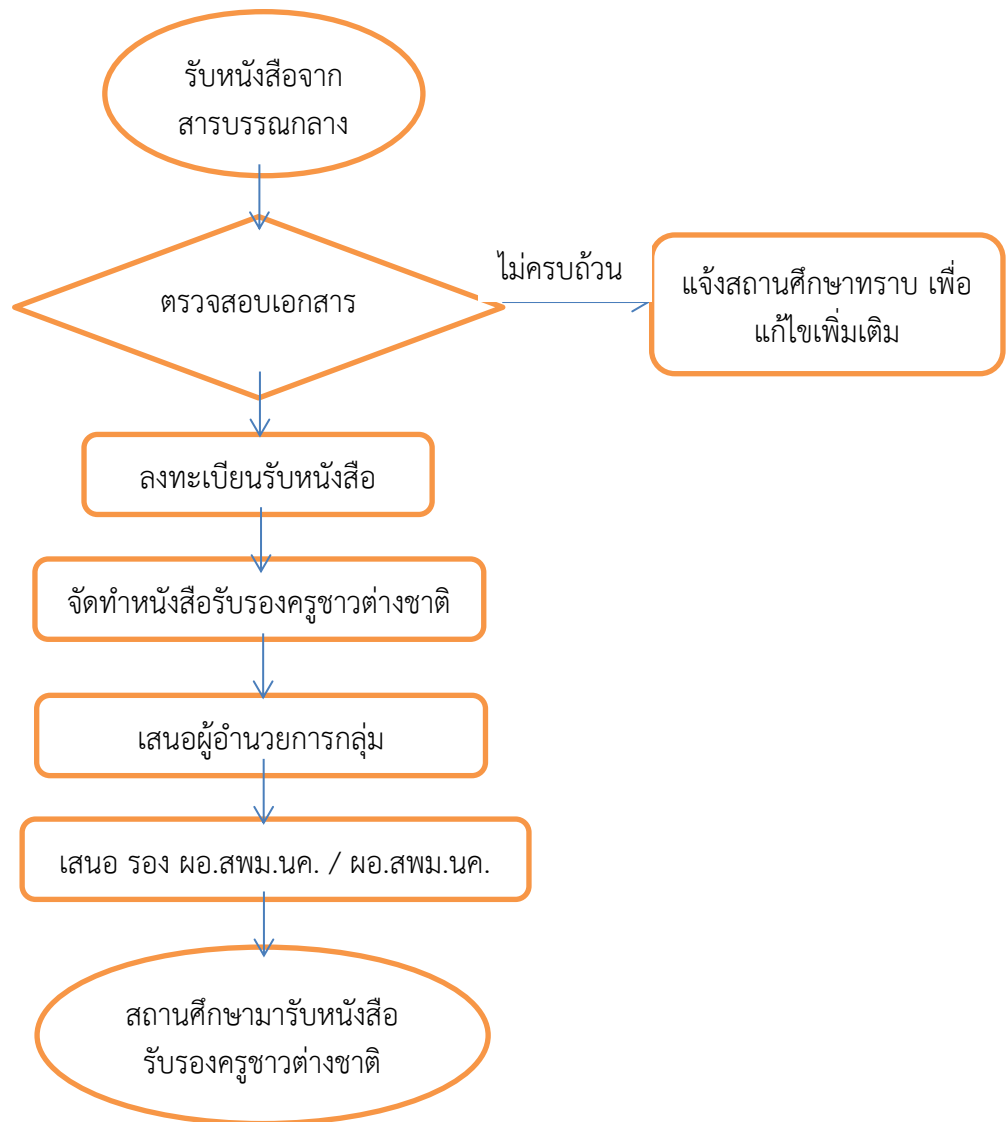 รับหนังสือจาก
สารบรรณกลาง
ตรวจสอบเอกสาร
ไม่ครบถ้วน
แจ้งสถานศึกษาทราบ เพื่อ
แก้ไขเพิ่มเติม
ลงทะเบียนรับหนังสือ
จัดทำหนังสือรับรองครูชาวต่างชาติ
เสนอผู้อำนวยการกลุ่ม
เสนอ รอง ผอ.สพม.นค. / ผอ.สพม.นค.
สถานศึกษามารับหนังสือ
รับรองครูชาวต่างชาติ